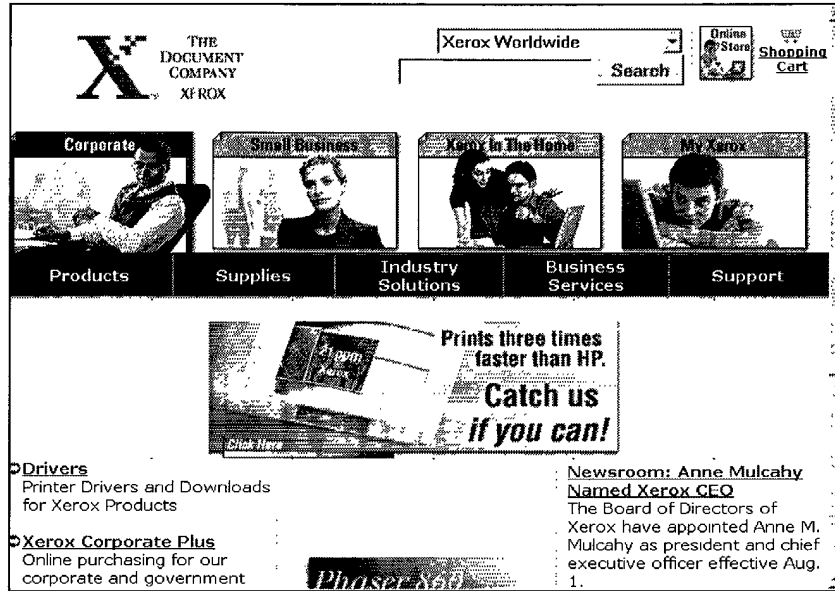 THE
DOCUMENT
COMPANY
XEROX
Xerox Worldwide
Search
Online
Store
Shopping
Cart
Corporate
Small Business
Xerox In The Home
My Xerox
Products
Supplies
Industry
Solutions
Business
Services
Support
21 ppm
Prints three times
faster than HP.
Catch us
if you can!
Click Here
Drivers
Printer Drivers and Downloads
for Xerox Products
Xerox Corporate Plus
Online purchasing for our
corporate and government
Phaser 860
Newsroom: Anne Mulcahy
Named Xerox CEO
The Board of Directors of
Xerox have appointed Anne M.
Mulcahy as president and chief
executive officer effective Aug.
1.